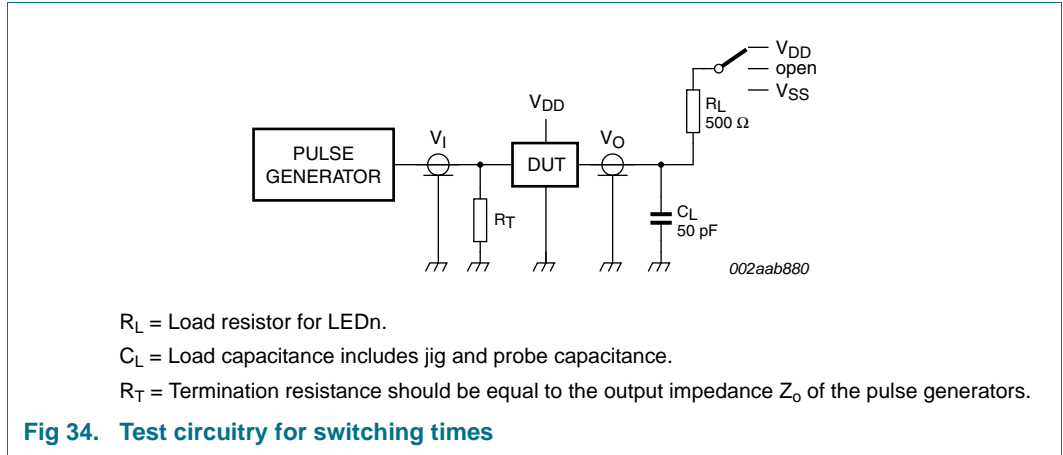 VDD
open
VSS
RL
500 Ω
VDD
VI
VO
PULSE
GENERATOR
DUT
RT
CL
50 pF
002aab880
RL = Load resistor for LEDn.
CL = Load capacitance includes jig and probe capacitance.
RT = Termination resistance should be equal to the output impedance Zo of the pulse generators.
Fig 34. Test circuitry for switching times